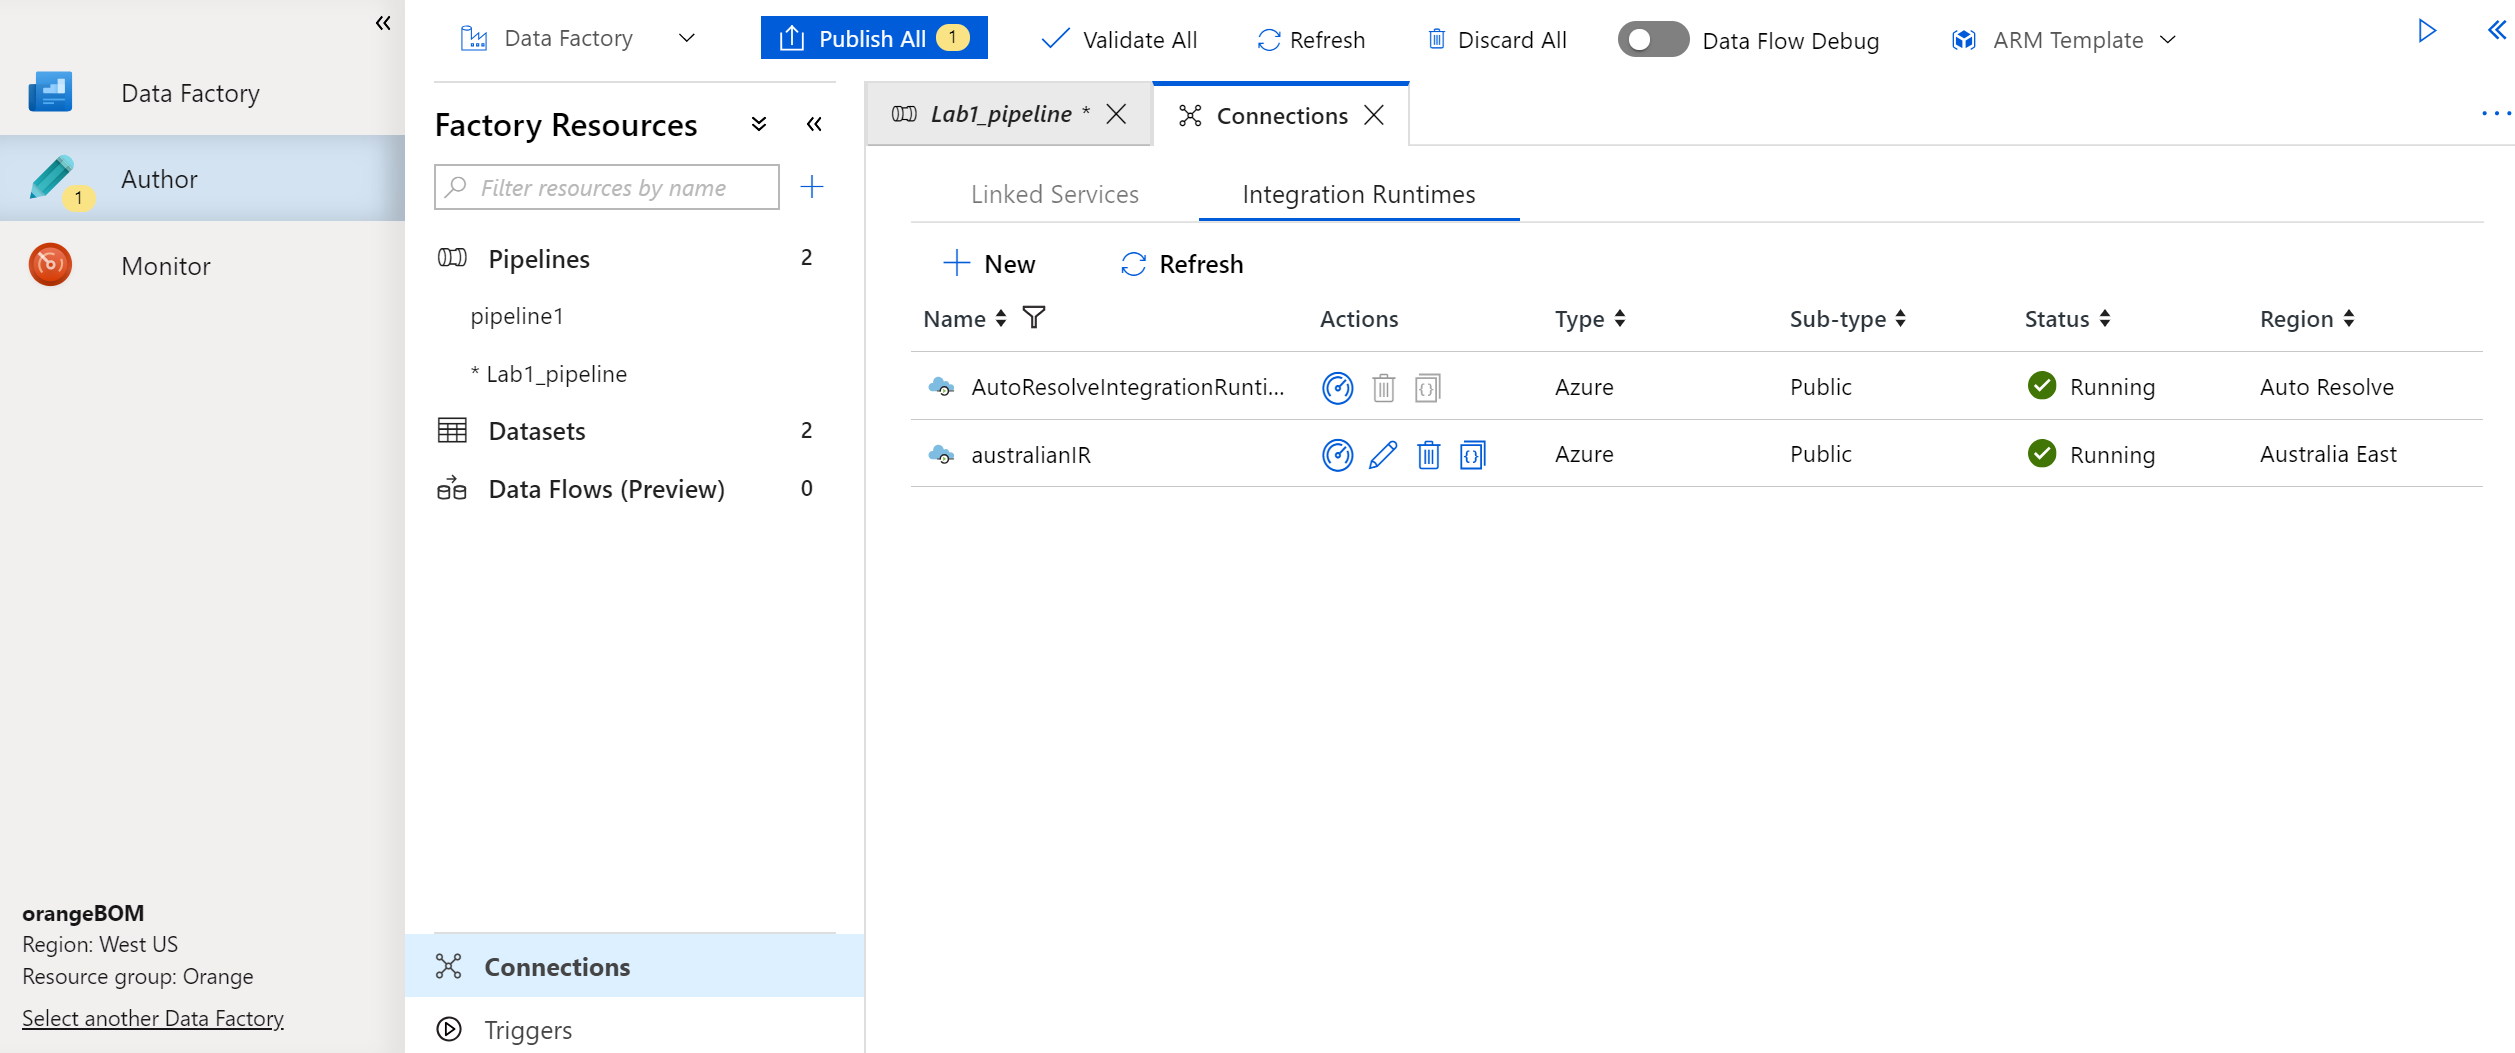 Data Factory
Author
1
Monitor
orangeBOM
Region: West US
Resource group: Orange
Select another Data Factory
Data Factory
Publish All 1
Validate All
Refresh
Discard All
Data Flow Debug
ARM Template
Factory Resources
Filter resources by name
Pipelines 2
pipeline1
* Lab1_pipeline
Datasets 2
Data Flows (Preview) 0
Connections
Triggers
Lab1_pipeline *
Connections
Linked Services
Integration Runtimes
New
Refresh
Name Actions Type Sub-type Status Region
AutoResolveIntegrationRunti... Azure Public Running Auto Resolve
australianIR Azure Public Running Australia East